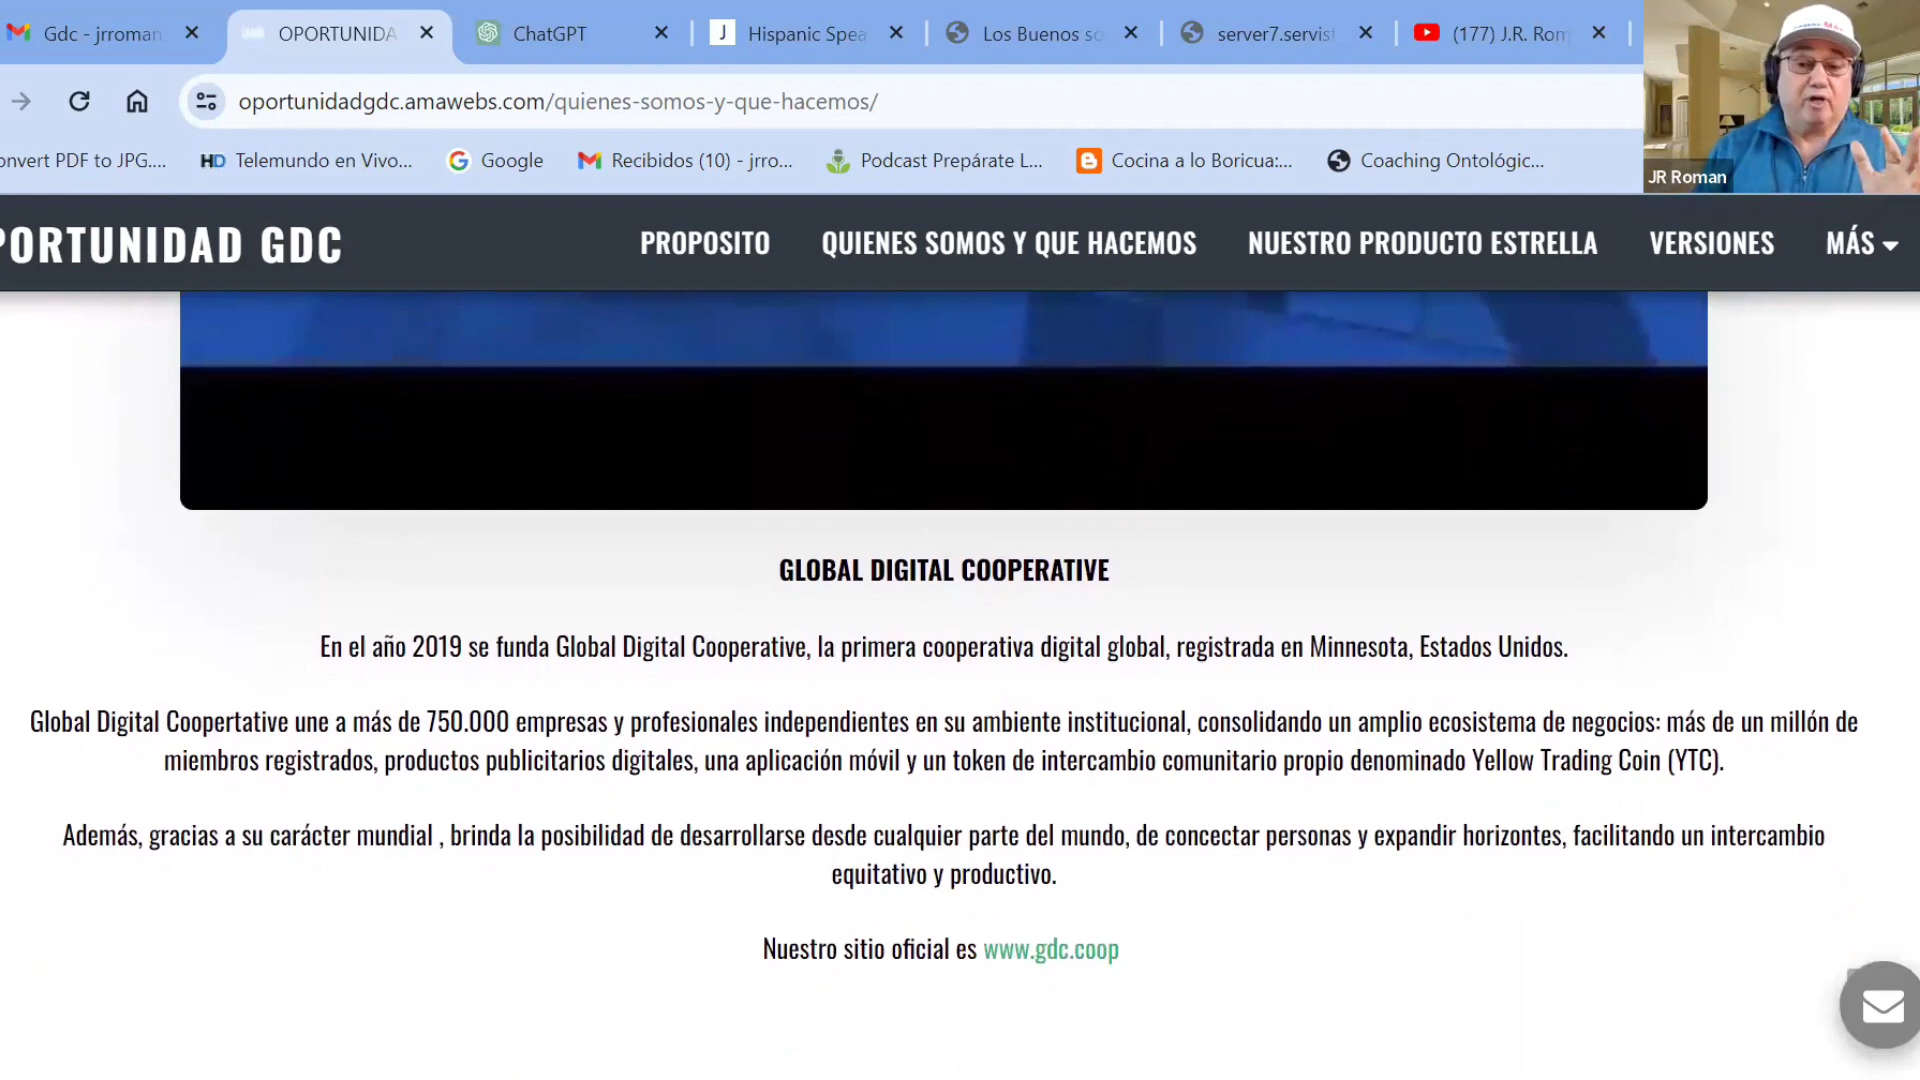 Gdc - jrroman
OPORTUNIDA
ChatGPT
Hispanic Spea
Los Buenos so
server7.servist
(177) J.R. Rom
oportunidadgdc.amawebs.com/quienes-somos-y-que-hacemos/
onvert PDF to JPG....
Telemundo en Vivo...
Google
Recibidos (10) - jrro...
Podcast Prepárate L...
Cocina a lo Boricua:...
Coaching Ontológic...
JR Roman
PORTUNIDAD GDC
PROPOSITO
QUIENES SOMOS Y QUE HACEMOS
NUESTRO PRODUCTO ESTRELLA
VERSIONES
MÁS
GLOBAL DIGITAL COOPERATIVE
En el año 2019 se funda Global Digital Cooperative, la primera cooperativa digital global, registrada en Minnesota, Estados Unidos.
Global Digital Coopertative une a más de 750.000 empresas y profesionales independientes en su ambiente institucional, consolidando un amplio ecosistema de negocios: más de un millón de
miembros registrados, productos publicitarios digitales, una aplicación móvil y un token de intercambio comunitario propio denominado Yellow Trading Coin (YTC).
Además, gracias a su carácter mundial , brinda la posibilidad de desarrollarse desde cualquier parte del mundo, de concectar personas y expandir horizontes, facilitando un intercambio
equitativo y productivo.
Nuestro sitio oficial es www.gdc.coop